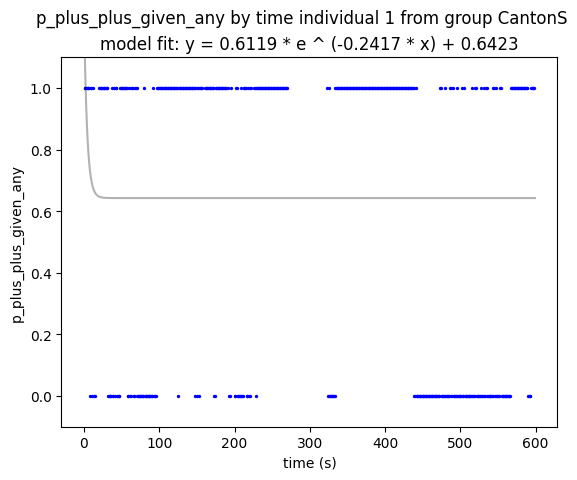 p_plus_plus_given_any by time individual 1 from group CantonS
model fit: y = 0.6119 * e ^ (-0.2417 * x) + 0.6423
p_plus_plus_given_any
1.0
0.8
0.6
0.4
0.2
0.0
0 100 200 300 400 500 600
time (s)